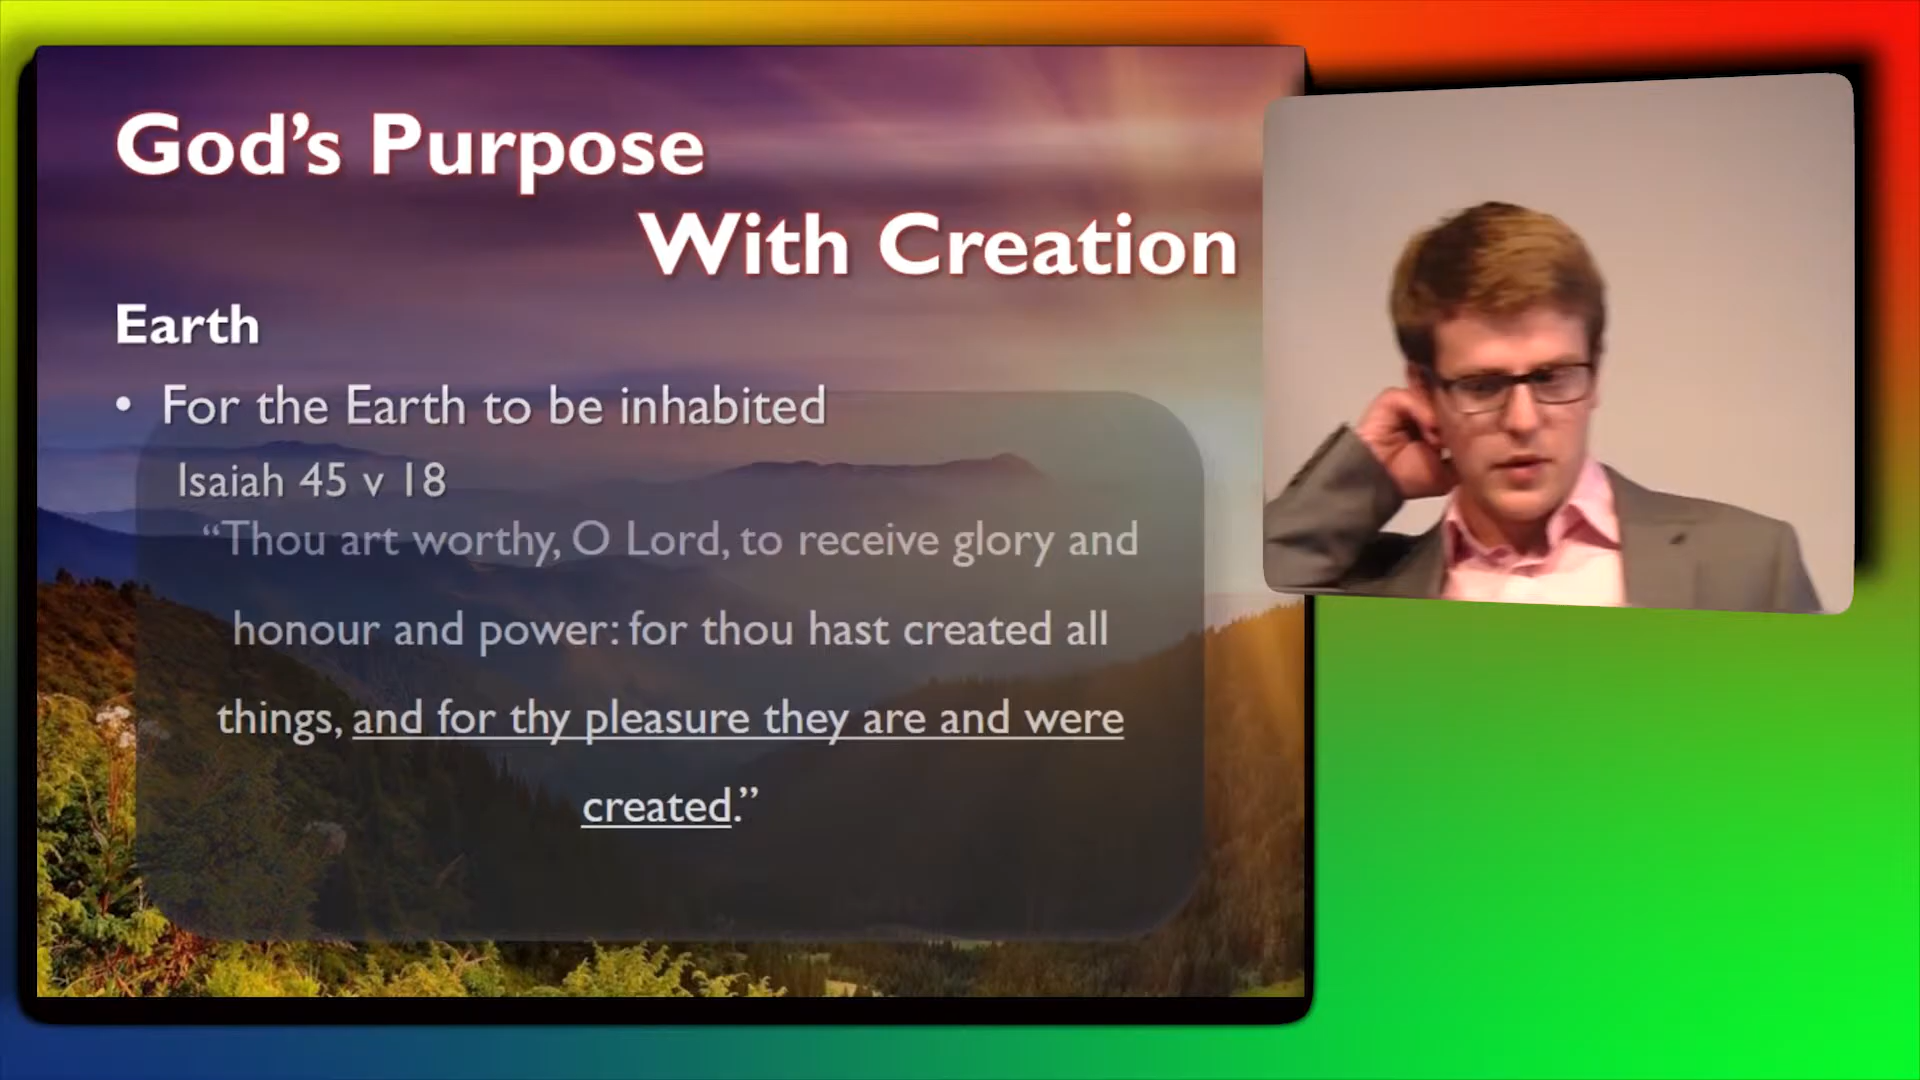 God’s Purpose
With Creation
Earth
• For the Earth to be inhabited
Isaiah 45 v 18
“Thou art worthy, O Lord, to receive glory and
honour and power: for thou hast created all
things, and for thy pleasure they are and were
created.”